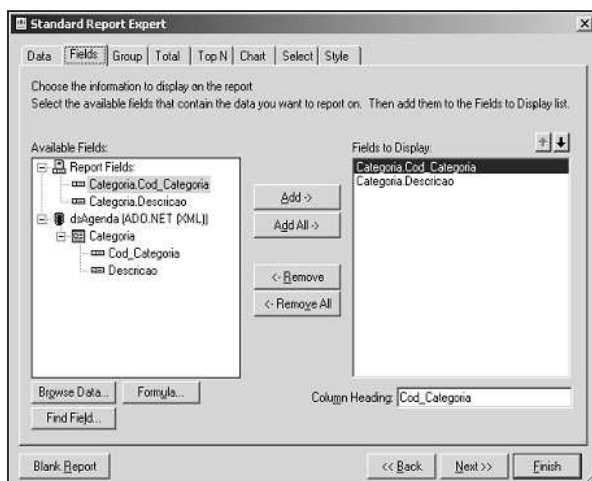 Standard Report Expert
Data Fields Group Total Top N Chart Select Style
Choose the information to display on the report
Select the available fields that contain the data you want to report on. Then add them to the Fields to Display list.
Available Fields:
Report Fields:
Categoria.Cod_Categoria
Categoria.Descricao
dsAgenda (ADO.NET (XML))
Categoria
Cod_Categoria
Descricao
Browse Data... Formula...
Find Field...
Add ->
Add All ->
<- Remove
<- Remove All
Fields to Display:
Categoria.Cod_Categoria
Categoria.Descricao
Column Heading: Cod_Categoria
Blank Report << Back Next >> Finish